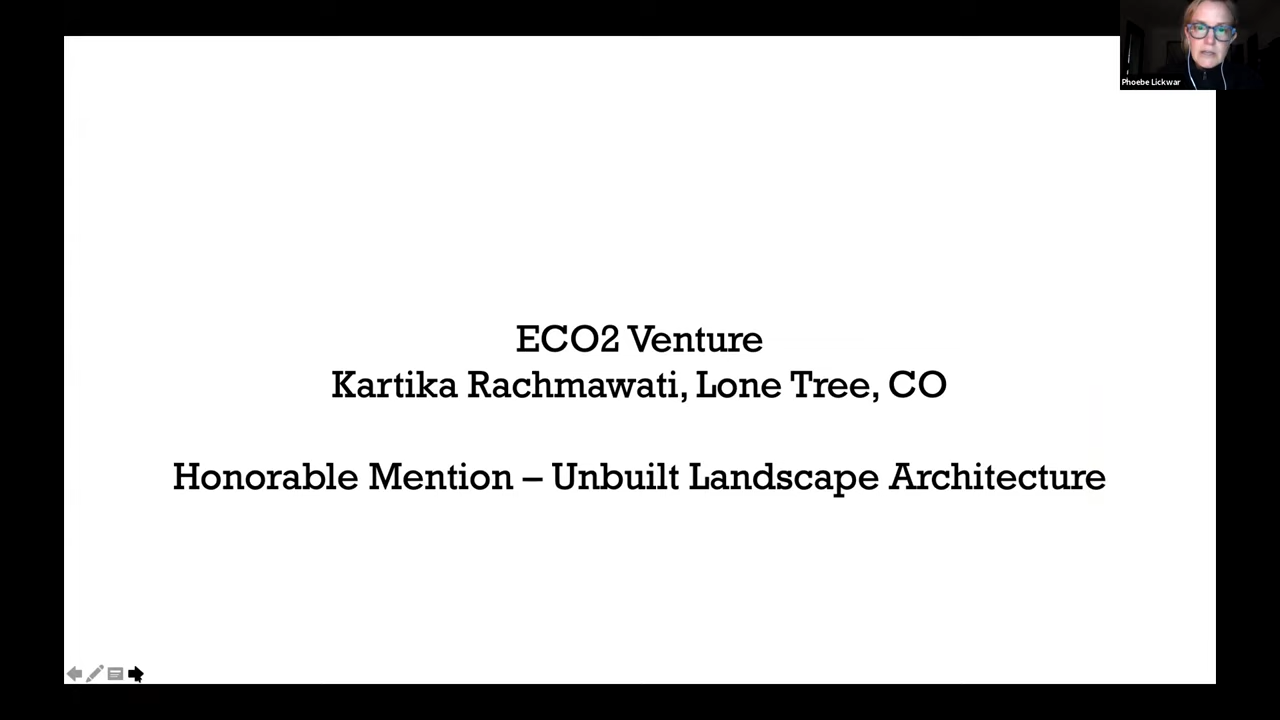 Phoebe Lickwar
ECO2 Venture
Kartika Rachmawati, Lone Tree, CO
Honorable Mention – Unbuilt Landscape Architecture